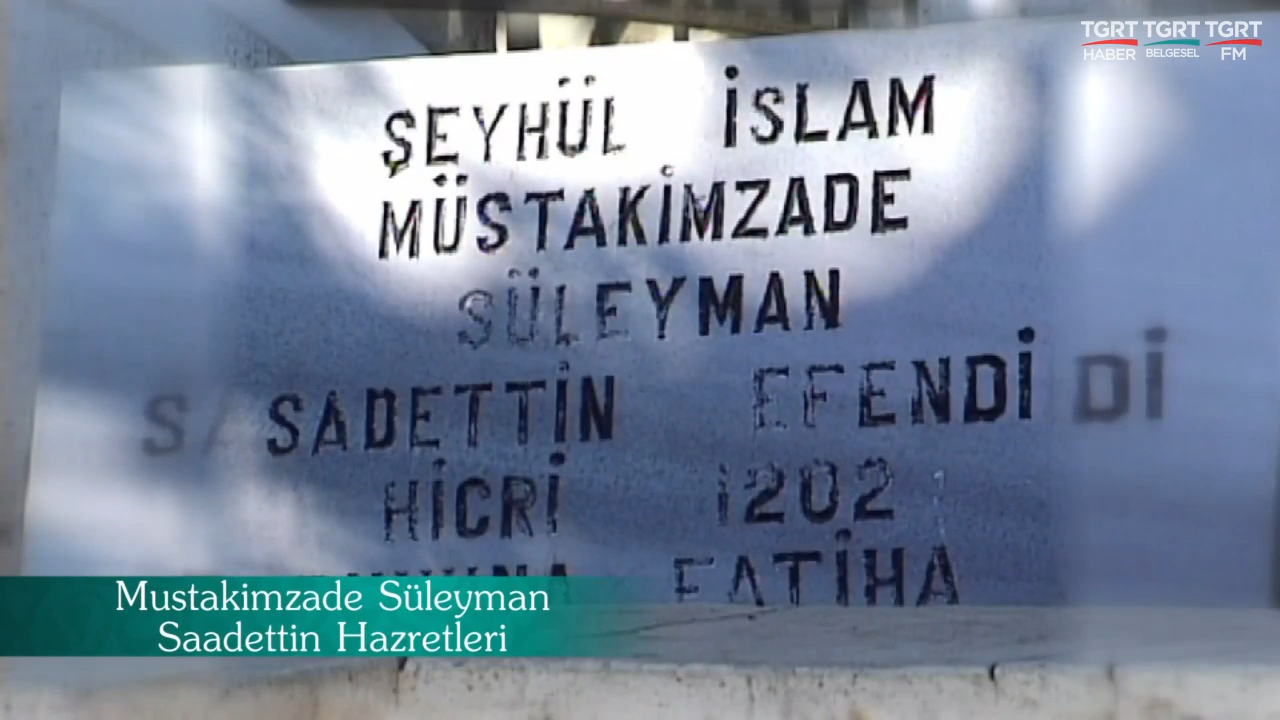 TGRT TGRT TGRT
HABER BELGESEL FM
ŞEYHÜL İSLAM
MÜSTAKİMZADE
SÜLEYMAN
SADETTİN EFENDİ
HİCRİ 1202
FATİHA
Mustakimzade Süleyman
Saadettin Hazretleri